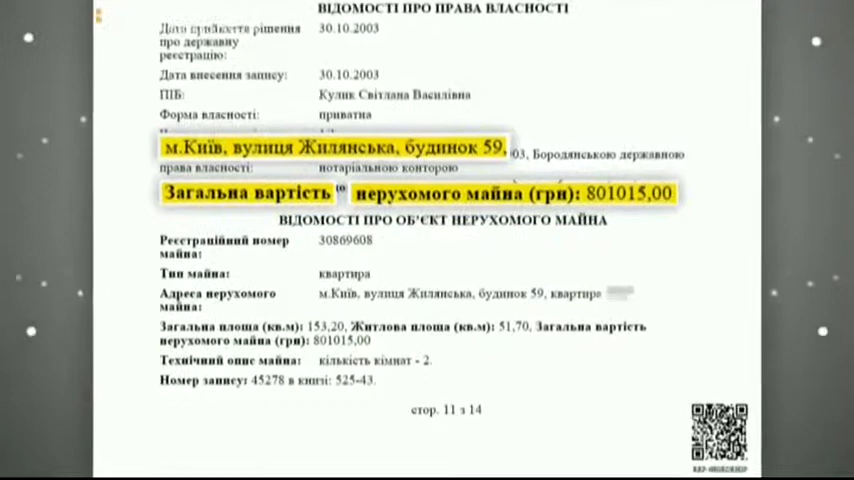 ВІДОМОСТІ ПРО ПРАВА ВЛАСНОСТІ
Дата прийняття рішення 30.10.2003
про державну
реєстрацію:
Дата внесення запису: 30.10.2003
ПІБ: Кулик Світлана Василівна
Форма власності: приватна
м.Київ, вулиця Жилянська, будинок 59,
03, Бородянською державною
права власності: нотаріальною конторою
Загальна вартість нерухомого майна (грн): 801015,00
ВІДОМОСТІ ПРО ОБ'ЄКТ НЕРУХОМОГО МАЙНА
Реєстраційний номер 30869608
майна:
Тип майна: квартира
Адреса нерухомого м.Київ, вулиця Жилянська, будинок 59, квартира
майна:
Загальна площа (кв.м): 153,20, Житлова площа (кв.м): 51,70, Загальна вартість
нерухомого майна (грн): 801015,00
Технічний опис майна: кількість кімнат - 2.
Номер запису: 45278 в книзі: 525-43.
стор. 11 з 14